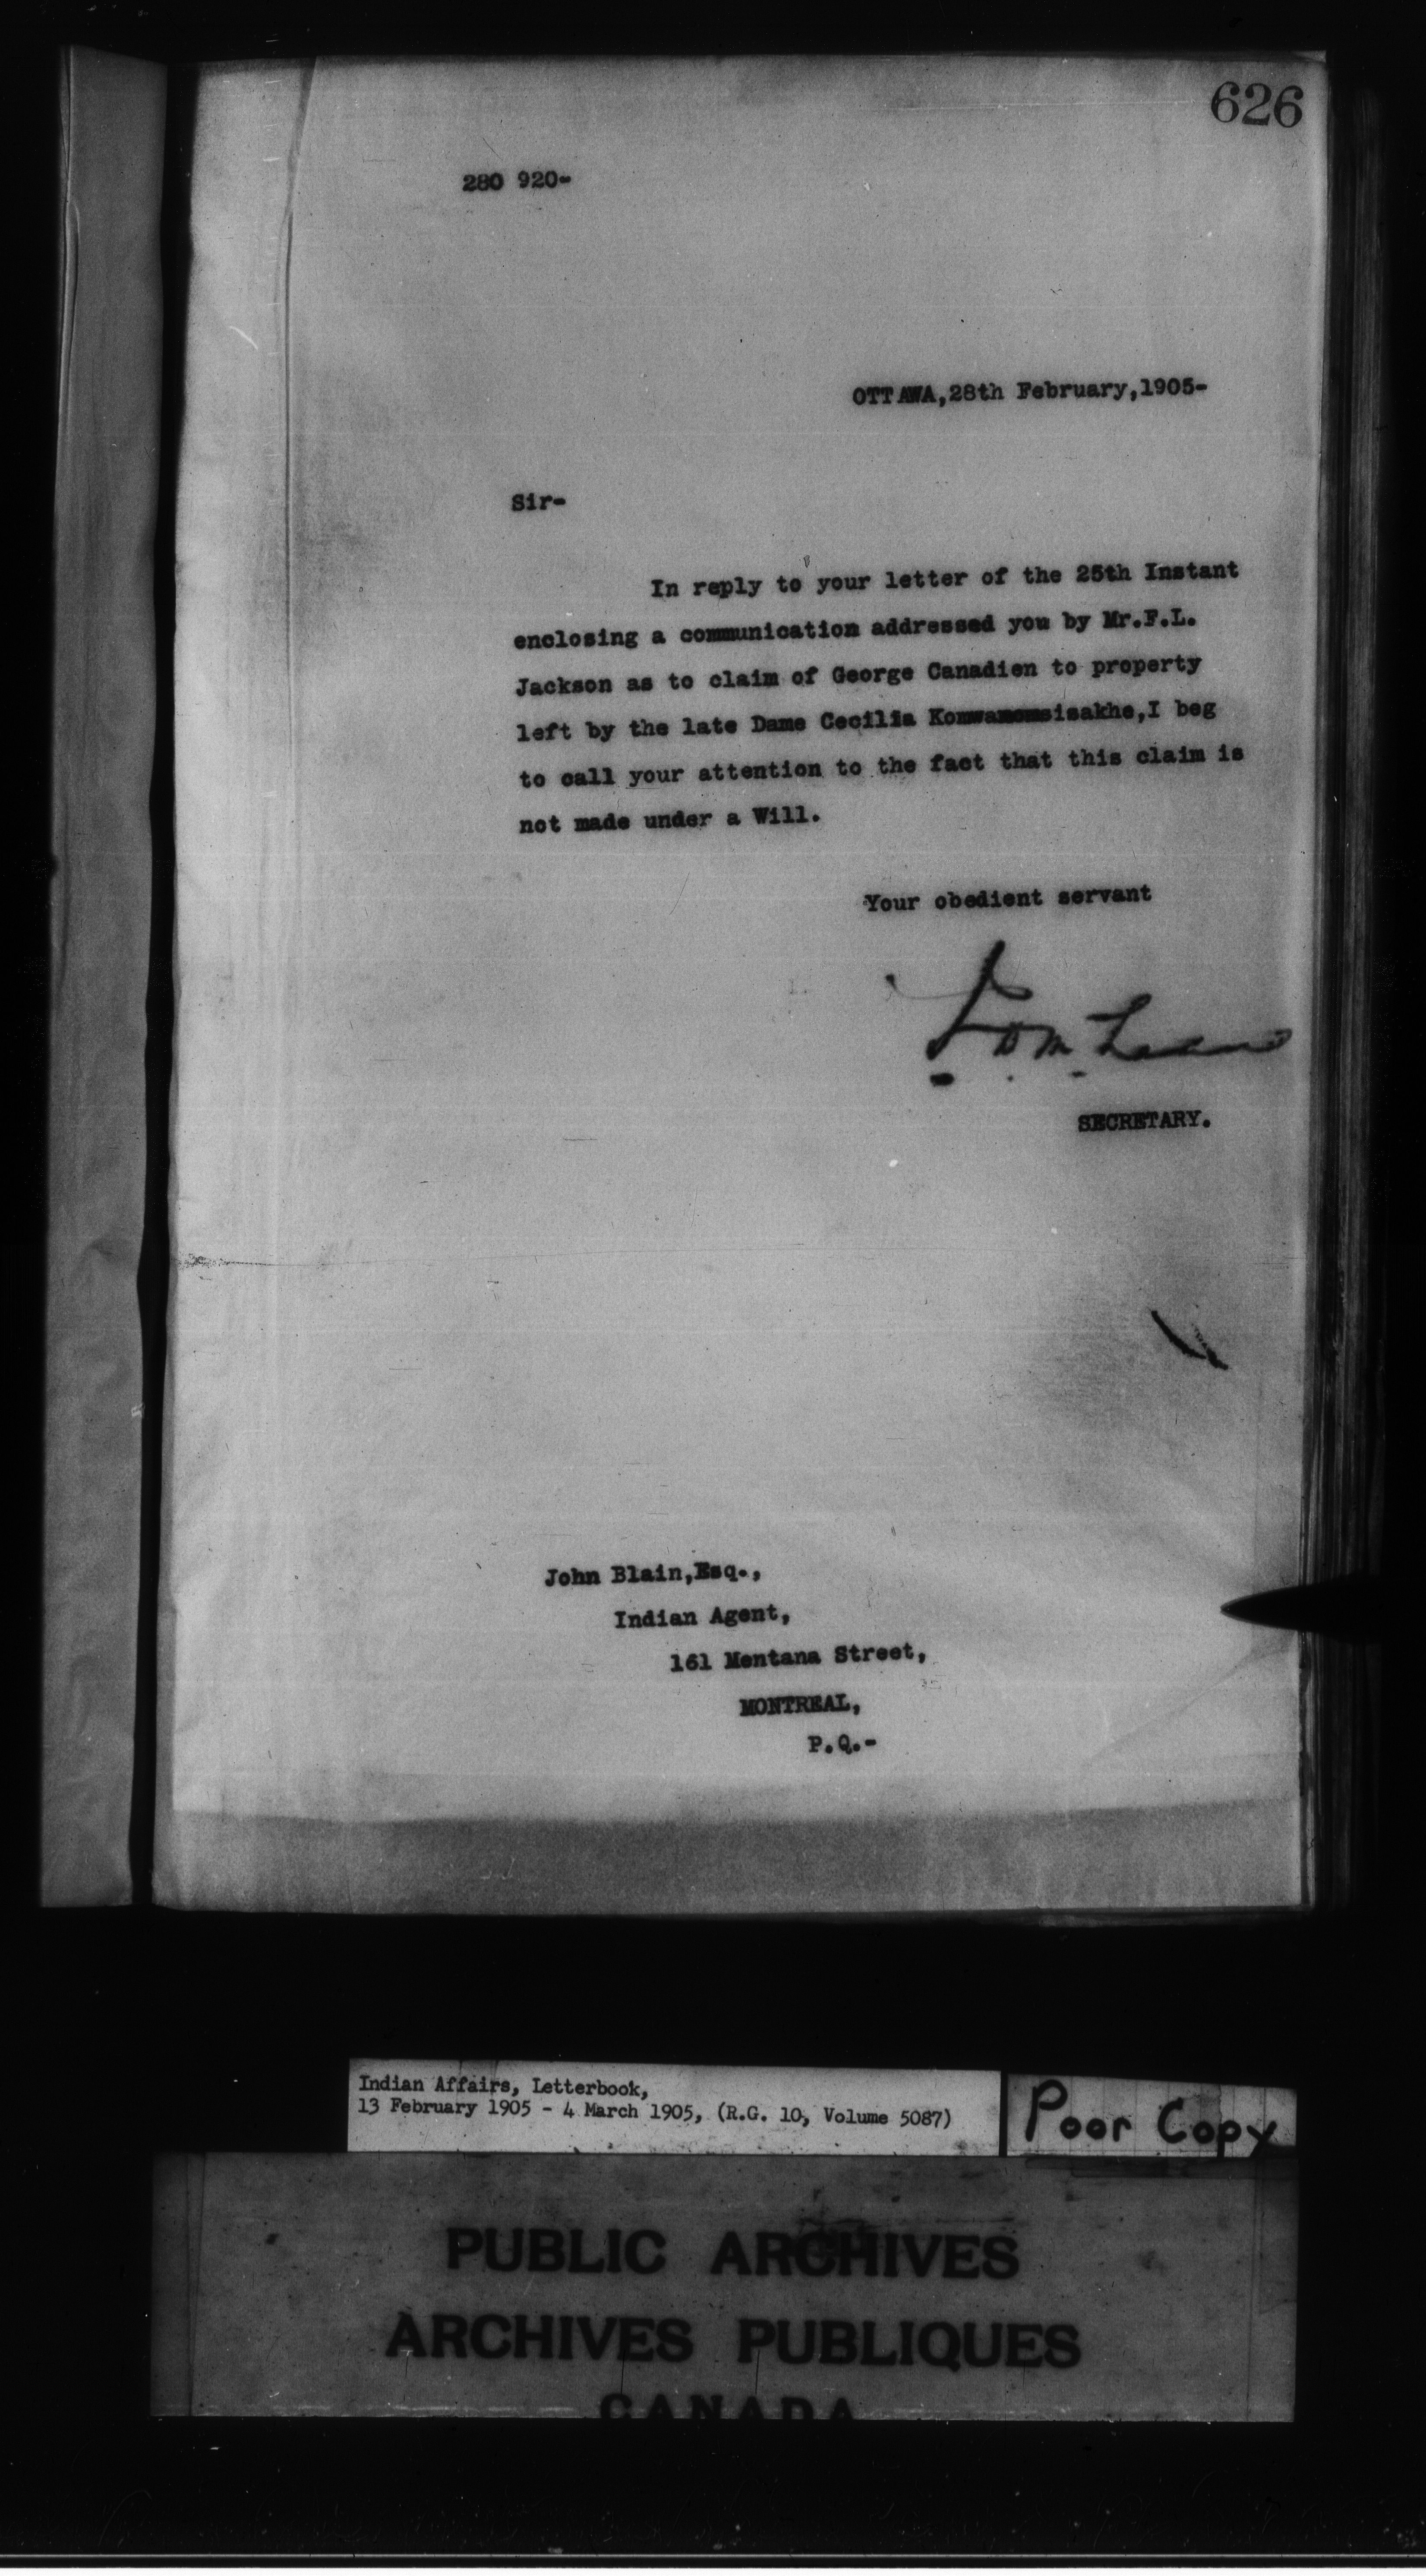 626
280 920-
OTTAWA,28th February,1905-
Sir-
In reply to your letter of the 25th Instant
enclosing a communication addressed you by Mr.F.L.
Jackson as to claim of George Canadien to property
left by the late Dame Cecilia I beg
to call your attention to the fact that this claim is
not made under a Will.
Your obedient servant
SECRETARY.
John Blain,Esq.,
Indian Agent,
161 Mentana Street,
MONTREAL,
P.Q.-
Indian Affairs, Letterbook,
13 February 1905 - 4 March 1905, (R.G. 10, Volume 5087)
Poor Copy
PUBLIC ARCHIVES
ARCHIVES PUBLIQUES
CANADA